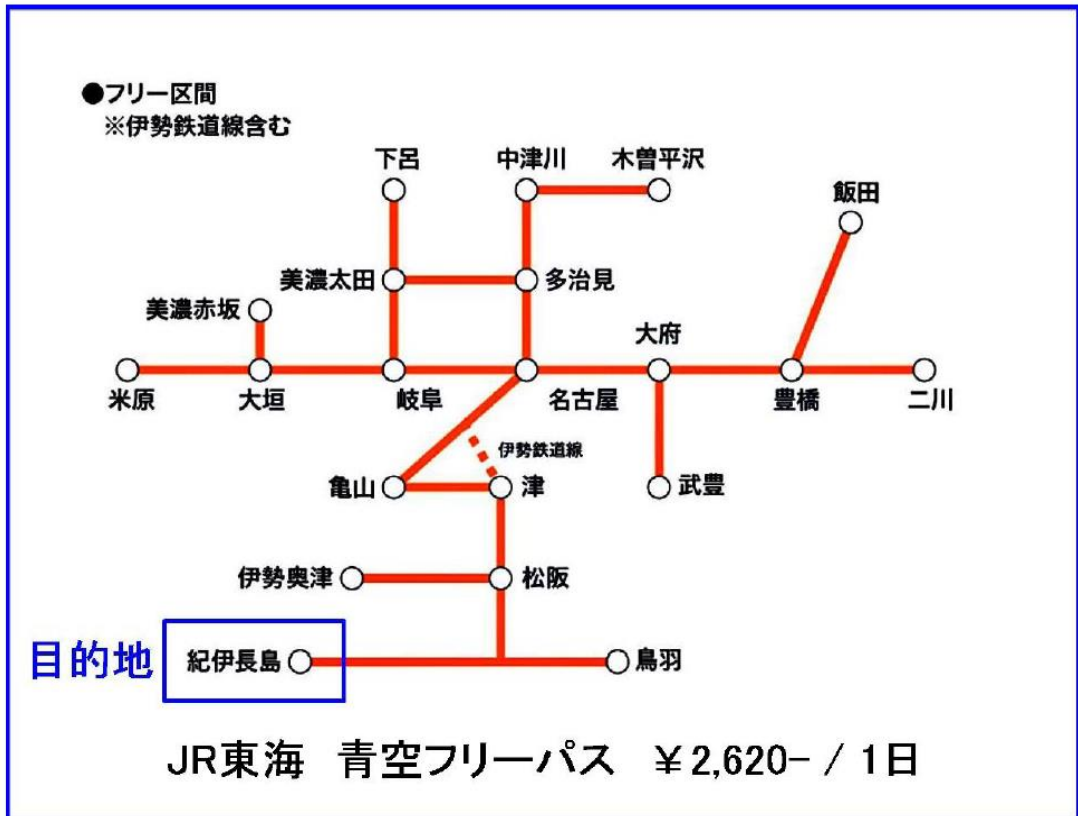 ●フリー区間
※伊勢鉄道線含む
下呂
中津川
木曽平沢
飯田
美濃太田
多治見
美濃赤坂
大府
米原
大垣
岐阜
名古屋
豊橋
二川
伊勢鉄道線
亀山
津
武豊
伊勢奥津
松阪
目的地
紀伊長島
鳥羽
JR東海 青空フリーパス ¥2,620- / 1日